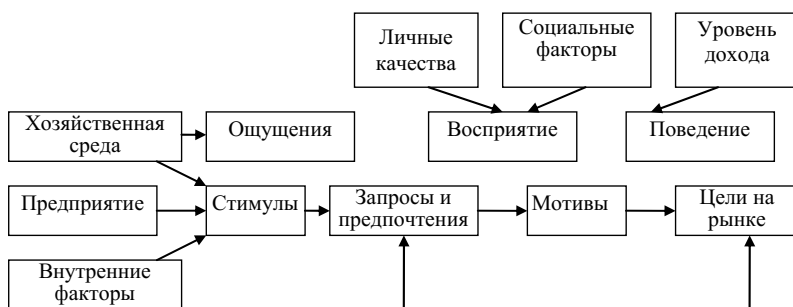 Личные
качества
Социальные
факторы
Уровень
дохода
Хозяйственная
среда
Ощущения
Восприятие
Поведение
Предприятие
Стимулы
Запросы и
предпочтения
Мотивы
Цели на
рынке
Внутренние
факторы